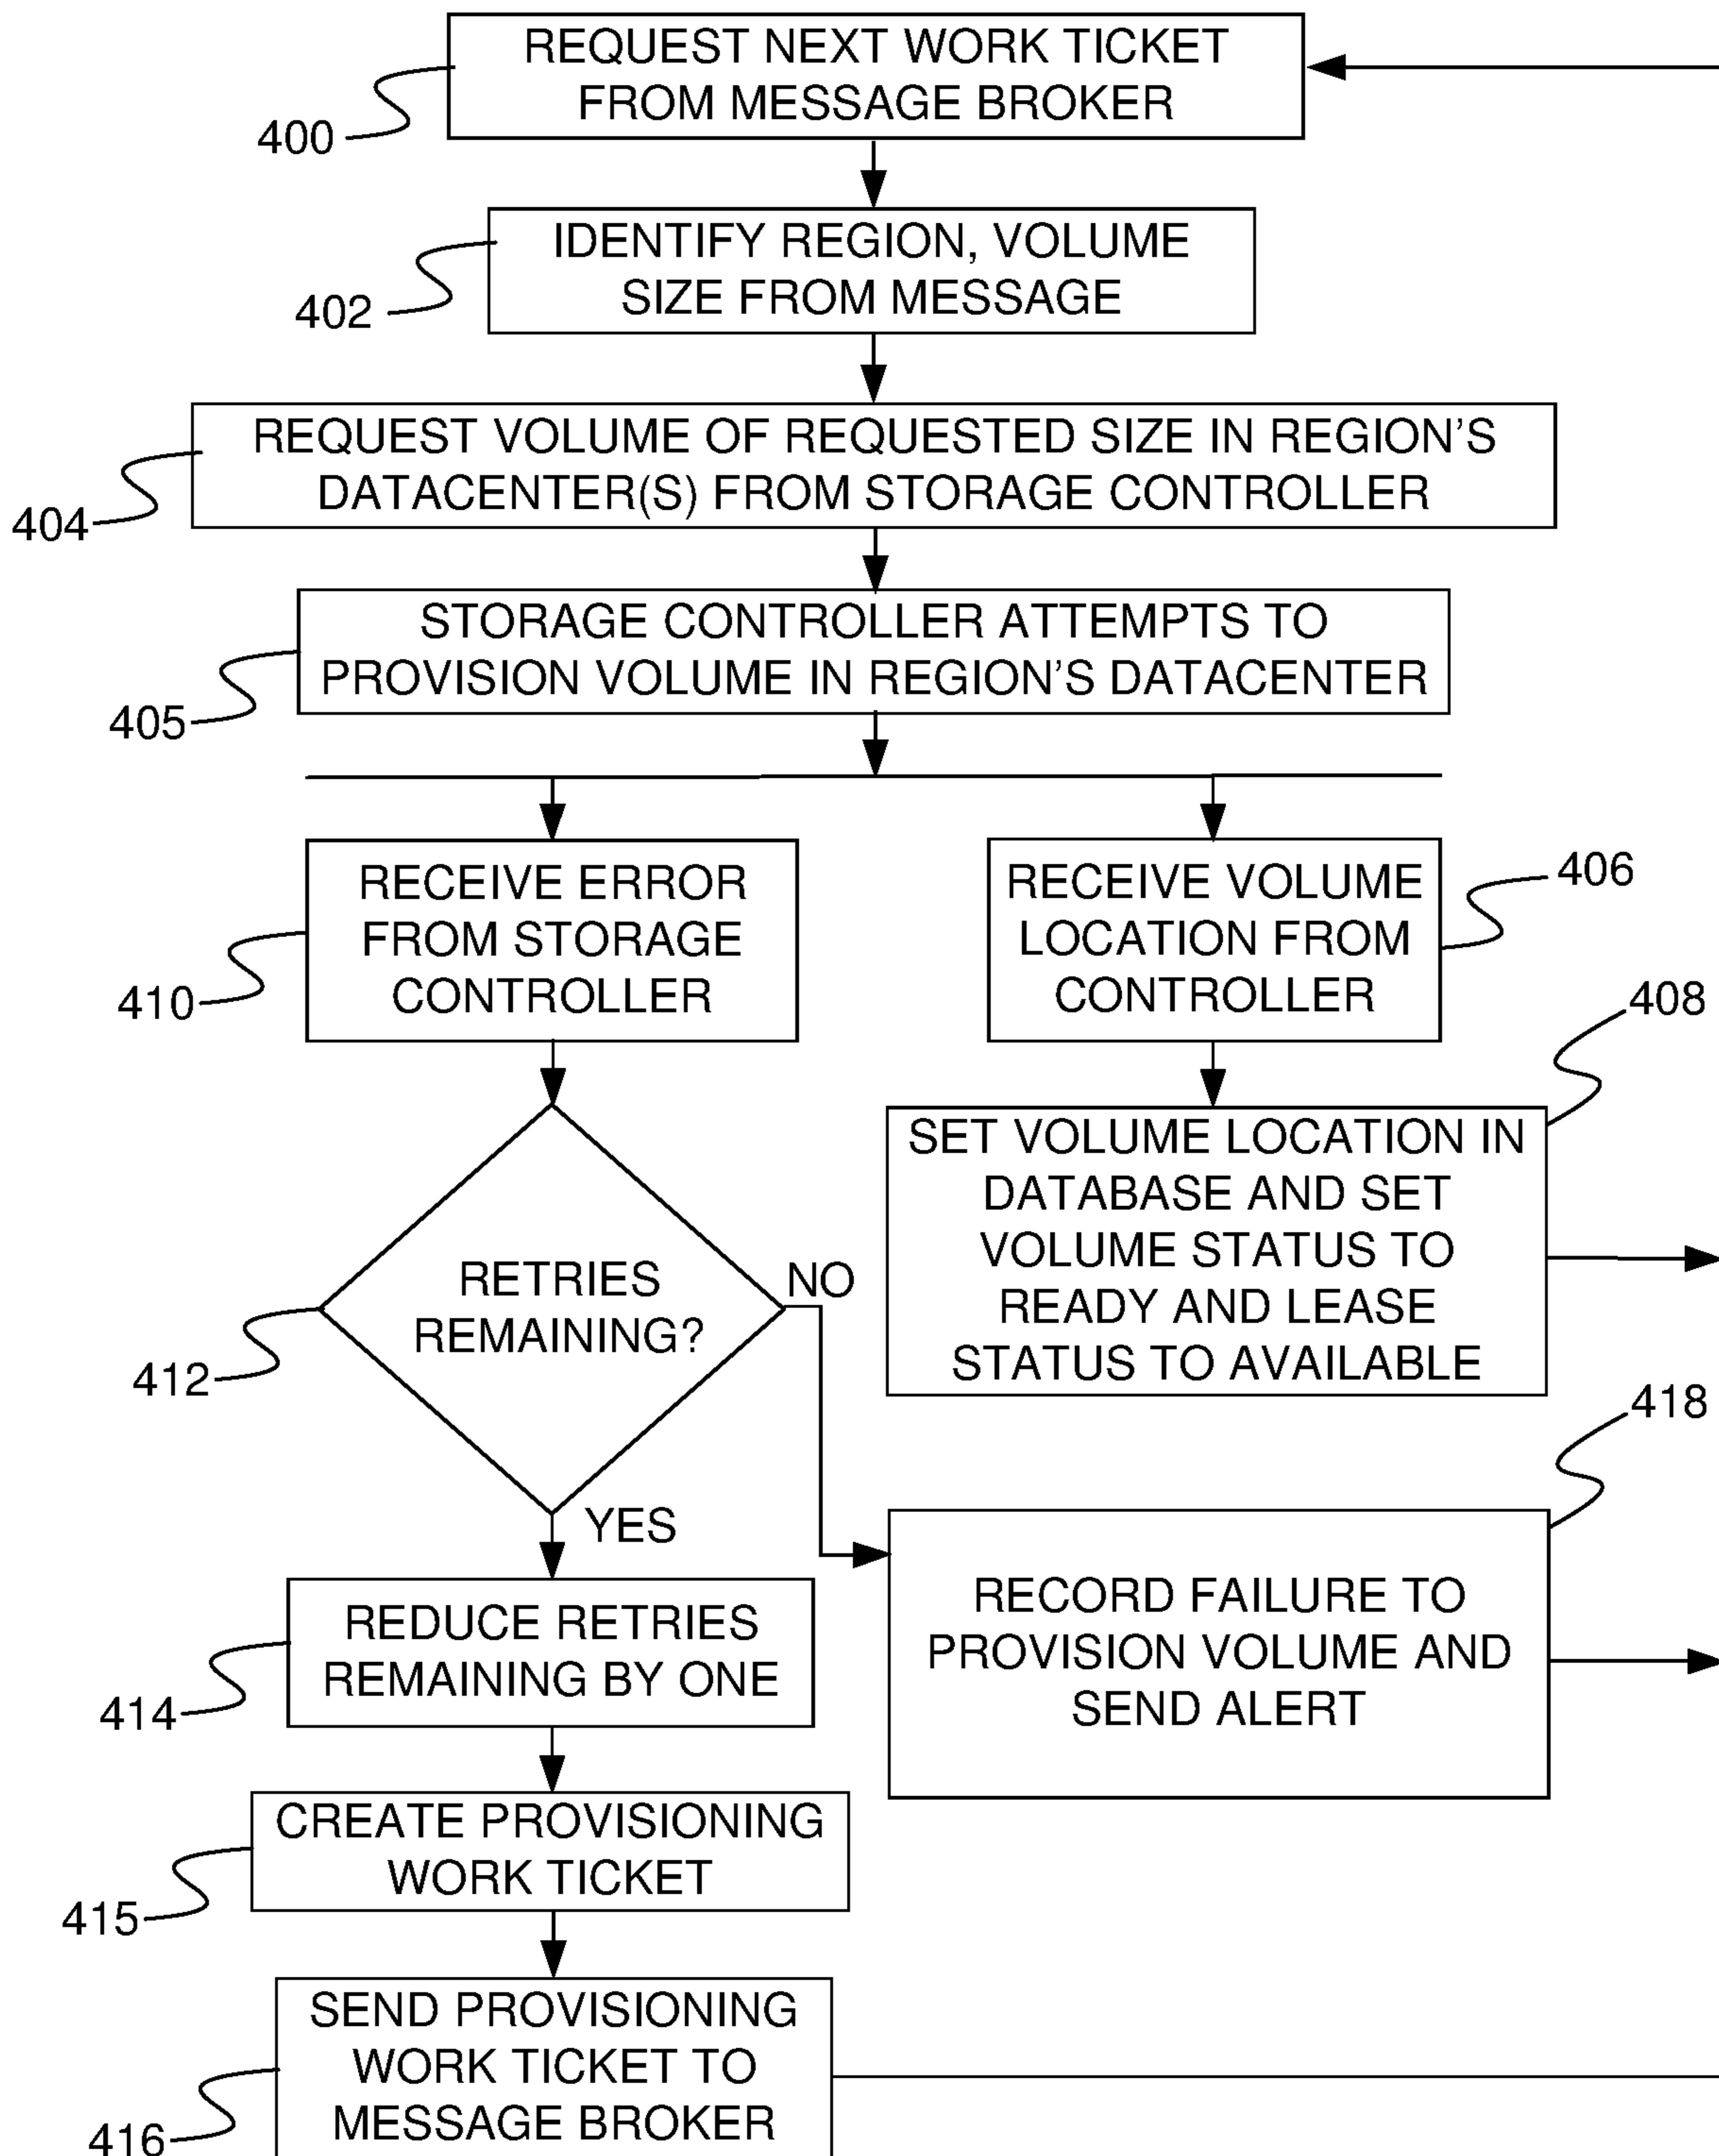 REQUEST NEXT WORK TICKET
FROM MESSAGE BROKER
400
IDENTIFY REGION, VOLUME
SIZE FROM MESSAGE
402
REQUEST VOLUME OF REQUESTED SIZE IN REGION'S
DATACENTER(S) FROM STORAGE CONTROLLER
404
STORAGE CONTROLLER ATTEMPTS TO
PROVISION VOLUME IN REGION'S DATACENTER
405
RECEIVE ERROR
FROM STORAGE
CONTROLLER
410
RECEIVE VOLUME
LOCATION FROM
CONTROLLER
406
408
SET VOLUME LOCATION IN
DATABASE AND SET
VOLUME STATUS TO
READY AND LEASE
STATUS TO AVAILABLE
RETRIES
REMAINING?
NO
412
YES
418
RECORD FAILURE TO
PROVISION VOLUME AND
SEND ALERT
REDUCE RETRIES
REMAINING BY ONE
414
CREATE PROVISIONING
WORK TICKET
415
SEND PROVISIONING
WORK TICKET TO
MESSAGE BROKER
416